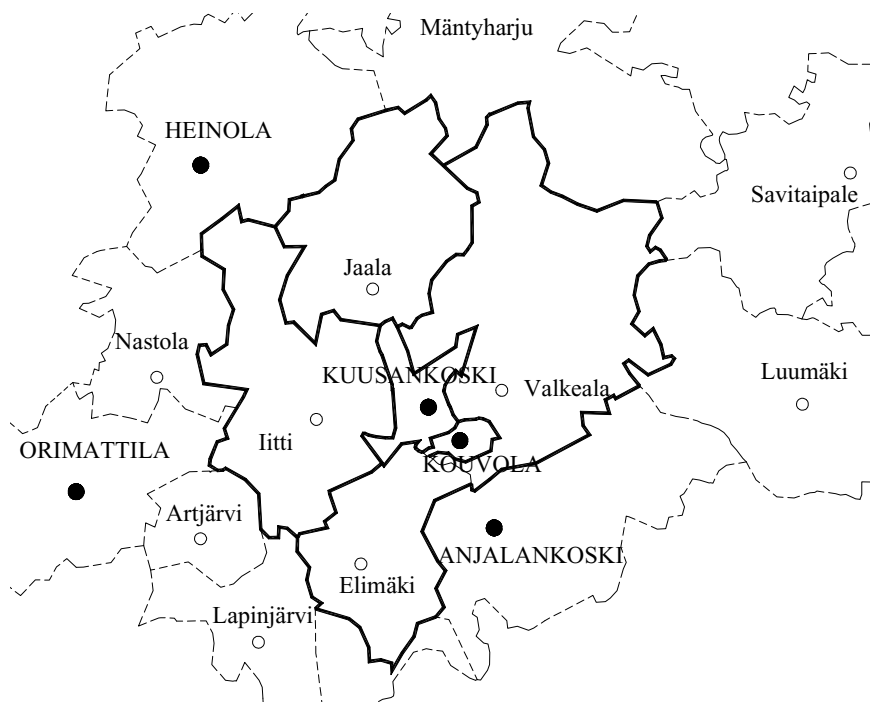 Mäntyharju
HEINOLA
Savitaipale
Jaala
Nastola
KUUSANKOSKI
Luumäki
Valkeala
Iitti
ORIMATTILA
KOUVOLA
Artjärvi
ANJALANKOSKI
Elimäki
Lapinjärvi